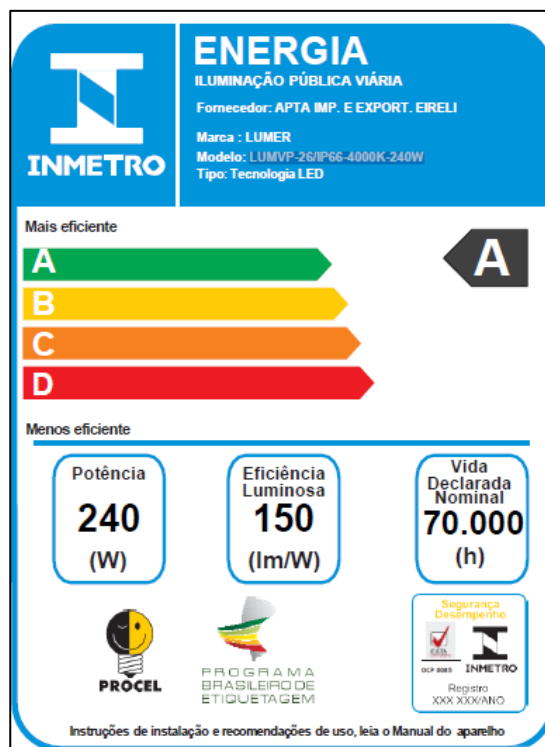 INMETRO
ENERGIA
ILUMINAÇÃO PÚBLICA VIÁRIA
Fornecedor: APTA IMP. E EXPORT. EIRELI
Marca : LUMER
Modelo: LUMVP-26/IP66-4000K-240W
Tipo: Tecnologia LED
Mais eficiente
A
A
B
C
D
Menos eficiente
Potência
240
(W)
Eficiência
Luminosa
150
(lm/W)
Vida
Declarada
Nominal
70.000
(h)
PROCEL
PROGRAMA
BRASILEIRO DE
ETIQUETAGEM
Segurança
Desempenho
OCP 0085
INMETRO
Registro
XXX XXX/ANO
Instruções de instalação e recomendações de uso, leia o Manual do aparelho